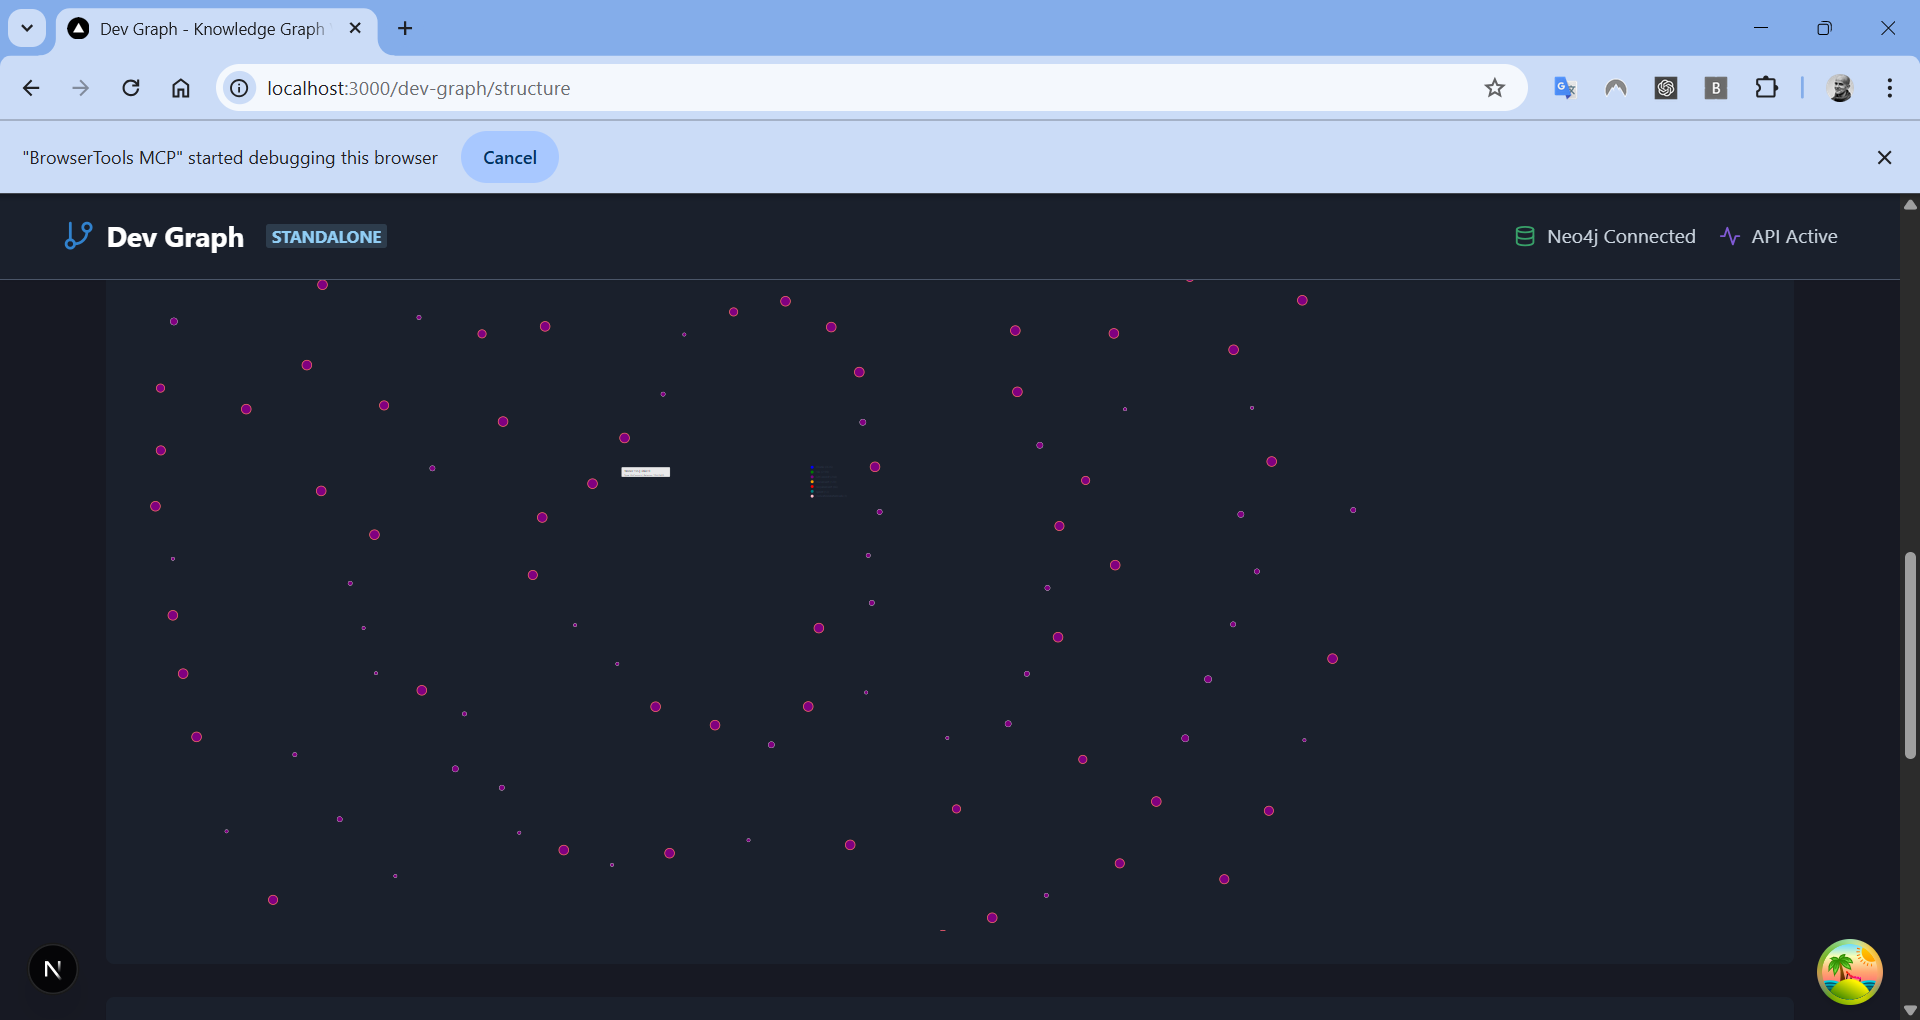 Dev Graph - Knowledge Graph
localhost:3000/dev-graph/structure
B
"BrowserTools MCP" started debugging this browser
Cancel
Dev Graph
STANDALONE
Neo4j Connected
API Active
N